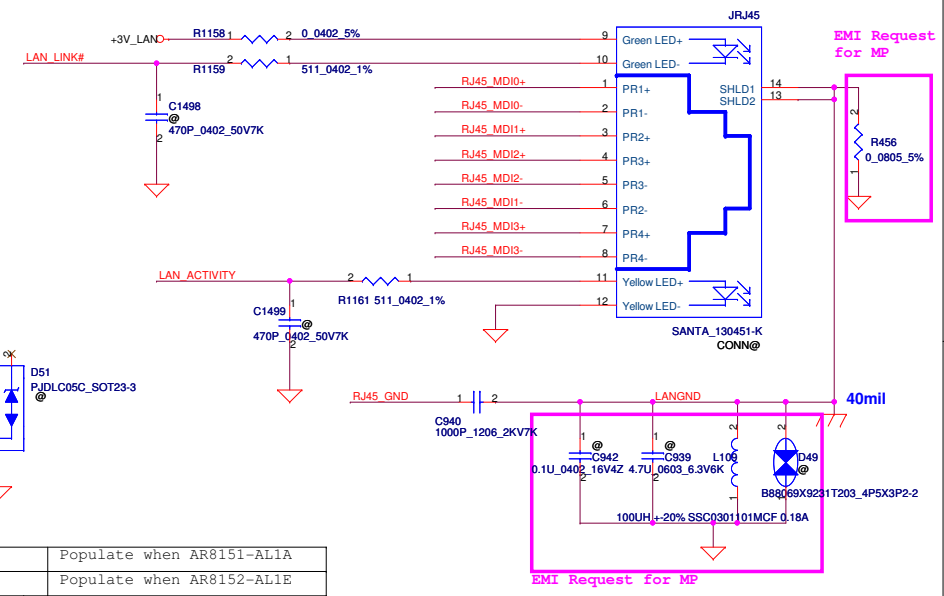 JRJ45
+3V_LAN
R1158
1
2
0_0402_5%
9
Green LED+
EMI Request
for MP
LAN_LINK#
R1159
2
1
511_0402_1%
10
Green LED-
1
C1498
@
470P_0402_50V7K
2
RJ45_MDI0+
1
PR1+
RJ45_MDI0-
2
PR1-
RJ45_MDI1+
3
PR2+
RJ45_MDI2+
4
PR3+
RJ45_MDI2-
5
PR3-
RJ45_MDI1-
6
PR2-
RJ45_MDI3+
7
PR4+
RJ45_MDI3-
8
PR4-
SHLD1
14
SHLD2
13
2
R456
0_0805_5%
1
LAN_ACTIVITY
2
1
R1161 511_0402_1%
11
Yellow LED+
12
Yellow LED-
1
C1499
@
470P_0402_50V7K
2
SANTA_130451-K
CONN@
2
D51
PJDLC05C_SOT23-3
@
RJ45_GND
1
2
C940
1000P_1206_2KV7K
LANGND
40mil
1
@
C942
0.1U_0402_16V4Z
2
1
@
C939
4.7U_0603_6.3V6K
2
2
L109
1
2
D49
@
1
B88069X9231T203_4P5X3P2-2
100UH +-20% SSC0301101MCF 0.18A
EMI Request for MP
Populate when AR8151-AL1A
Populate when AR8152-AL1E